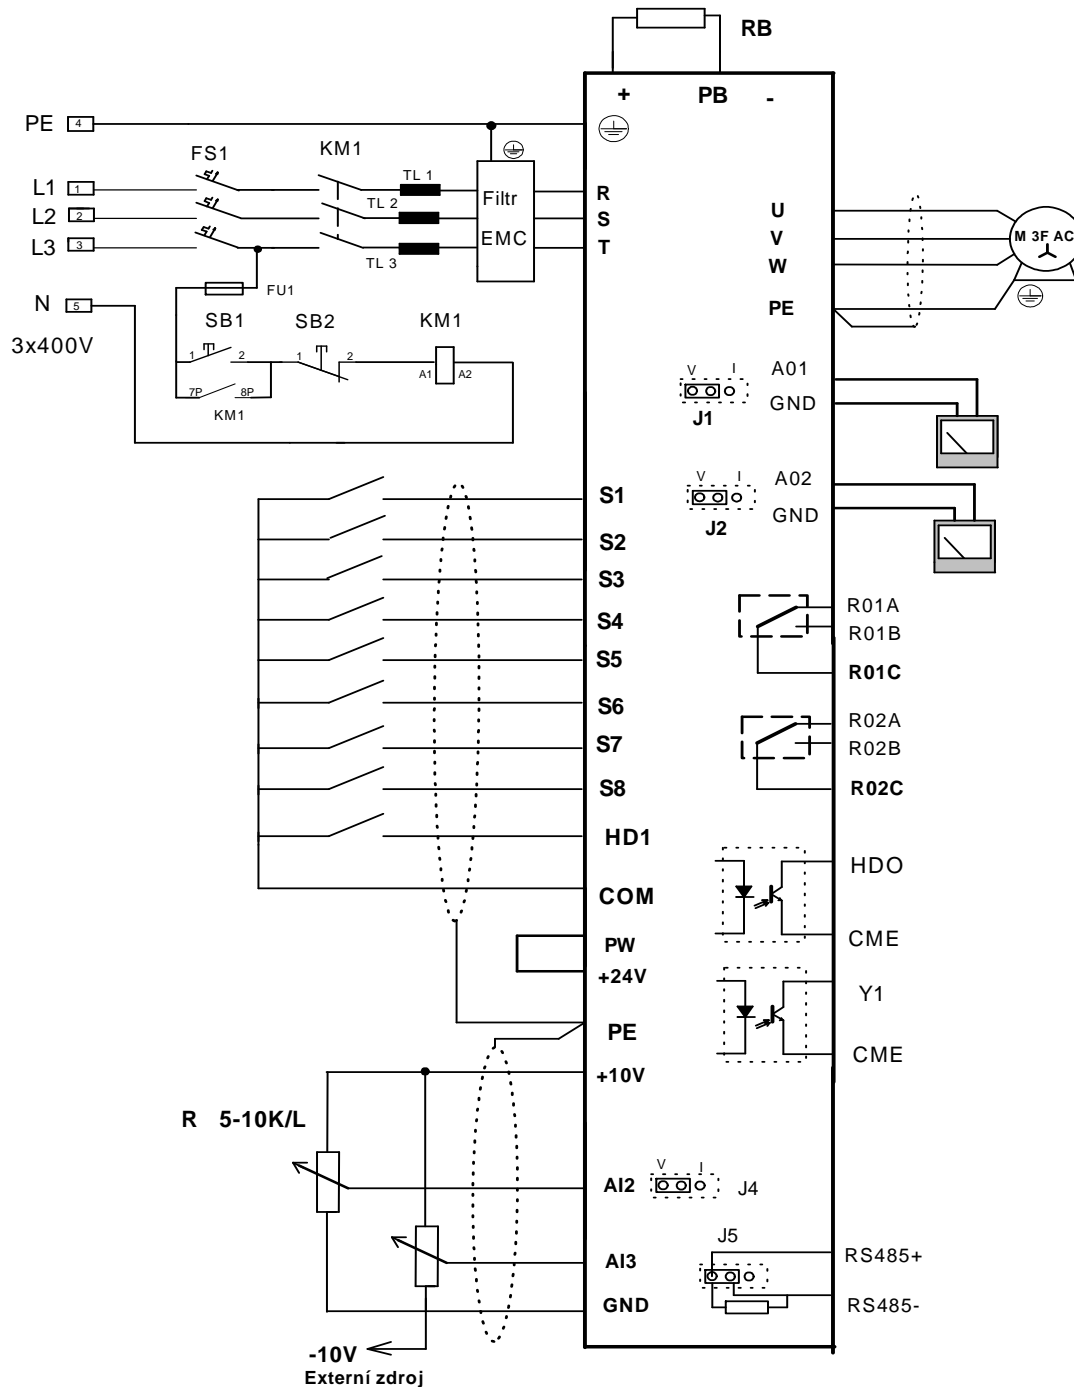 RB
+ PB -
PE 4
FS1 KM1
L1 1 TL 1 Filtr R
L2 2 TL 2 S U
L3 3 EMC T V
TL 3 W
M 3F AC
N 5 FU1 PE
SB1 SB2 KM1
3x400V
1 2 1 2 A1 A2
7P 8P
KM1
V I A01
GND
J1
V I A02
GND
J2
S1
S2
S3
S4
S5
S6
S7
S8
HD1
COM
PW
+24V
PE
+10V
R01A
R01B
R01C
R02A
R02B
R02C
HDO
CME
Y1
CME
R 5-10K/L
AI2 V I J4
AI3 J5 RS485+
GND RS485-
-10V
Externí zdroj